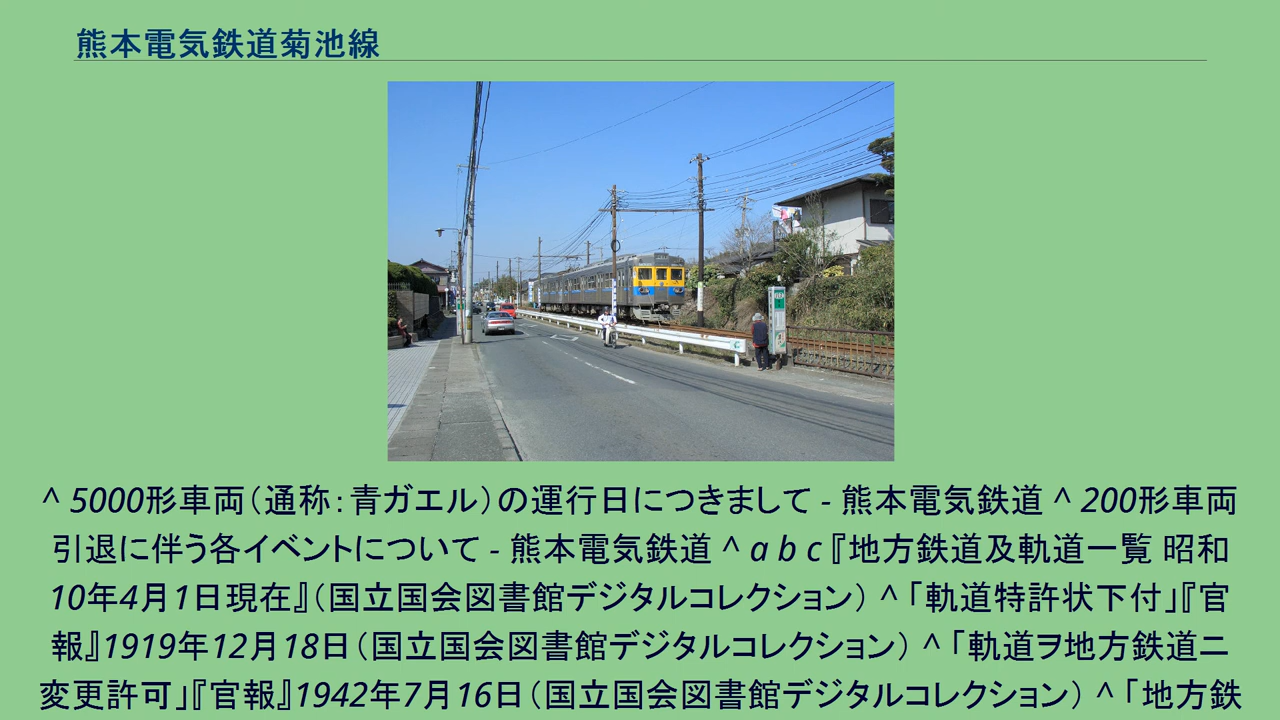 熊本電気鉄道菊池線
^ 5000形車両（通称：青ガエル）の運行日につきまして - 熊本電気鉄道 ^ 200形車両
引退に伴う各イベントについて - 熊本電気鉄道 ^ a b c『地方鉄道及軌道一覧 昭和
10年4月1日現在』（国立国会図書館デジタルコレクション） ^ 「軌道特許状下付」『官
報』1919年12月18日（国立国会図書館デジタルコレクション） ^ 「軌道ヲ地方鉄道ニ
変更許可」『官報』1942年7月16日（国立国会図書館デジタルコレクション） ^ 「地方鉄